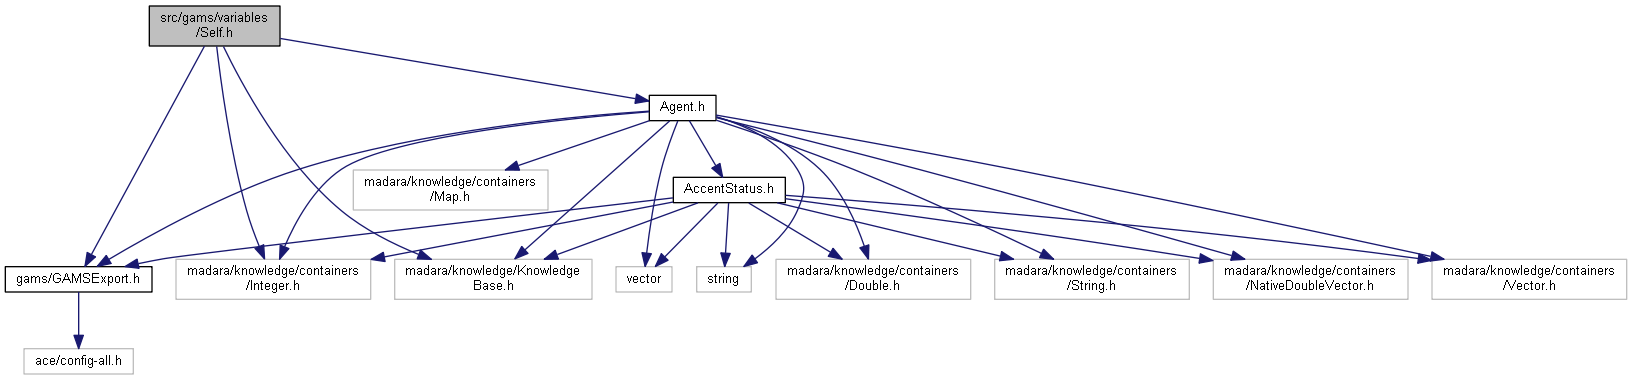 src/gams/variables
/Self.h
Agent.h
madara/knowledge/containers
/Map.h
AccentStatus.h
gams/GAMSExport.h
madara/knowledge/containers
/Integer.h
madara/knowledge/Knowledge
Base.h
vector
string
madara/knowledge/containers
/Double.h
madara/knowledge/containers
/String.h
madara/knowledge/containers
/NativeDoubleVector.h
madara/knowledge/containers
/Vector.h
ace/config-all.h